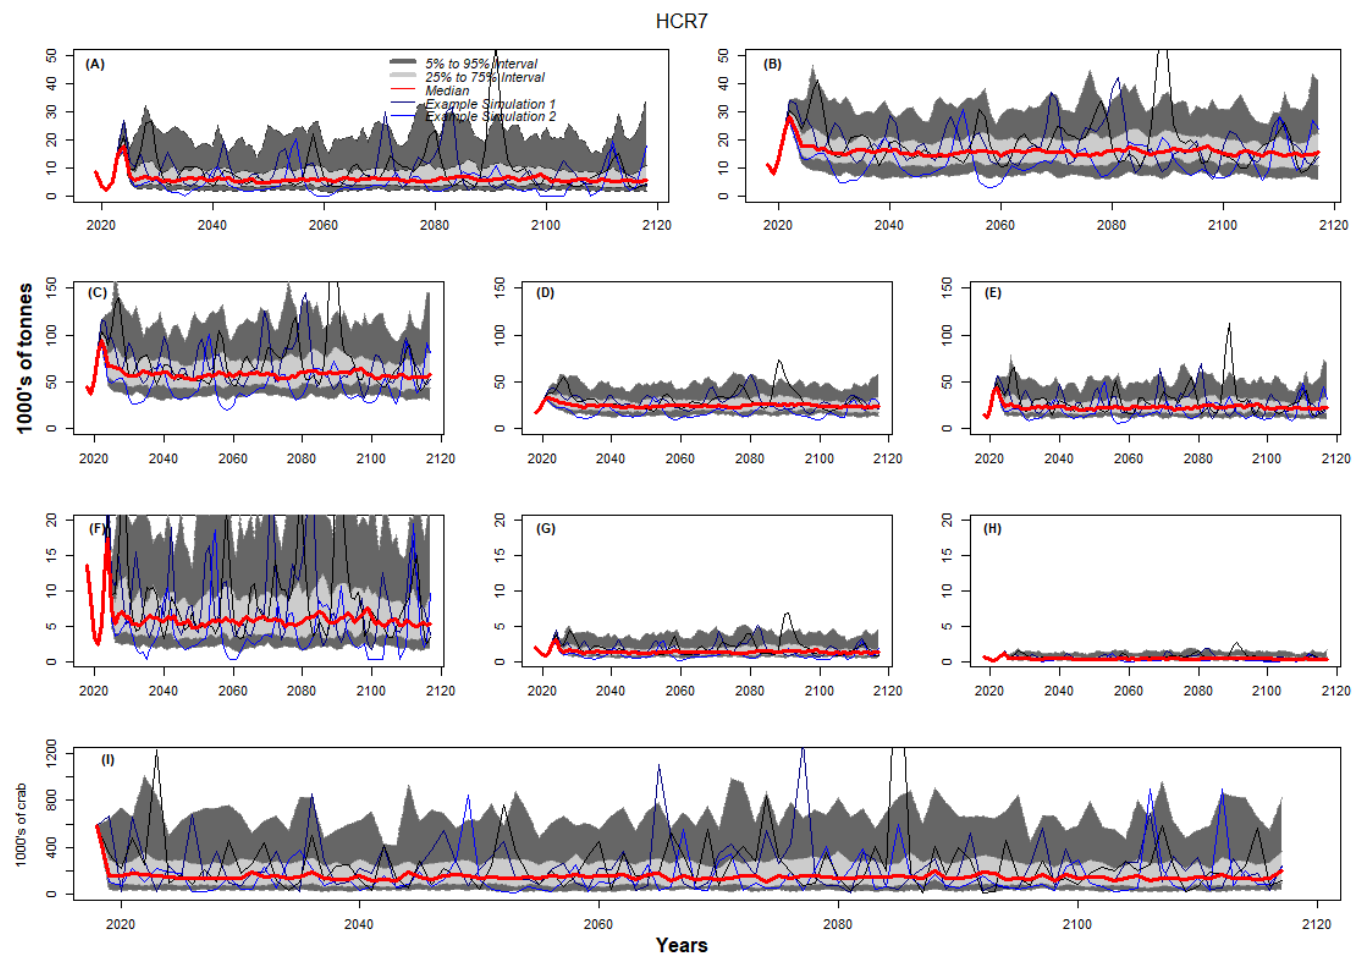 HCR7
(A)
5% to 95% Interval
25% to 75% Interval
Median
Example Simulation 1
Example Simulation 2
0 10 20 30 40 50
2020 2040 2060 2080 2100 2120
(B)
0 10 20 30 40 50
2020 2040 2060 2080 2100 2120
1000's of tonnes
(C)
0 50 100 150
2020 2040 2060 2080 2100 2120
(D)
0 50 100 150
2020 2040 2060 2080 2100 2120
(E)
0 50 100 150
2020 2040 2060 2080 2100 2120
(F)
0 5 10 15 20
2020 2040 2060 2080 2100 2120
(G)
0 5 10 15 20
2020 2040 2060 2080 2100 2120
(H)
0 5 10 15 20
2020 2040 2060 2080 2100 2120
1000's of crab
(I)
0 400 800 1200
2020 2040 2060 2080 2100 2120
Years